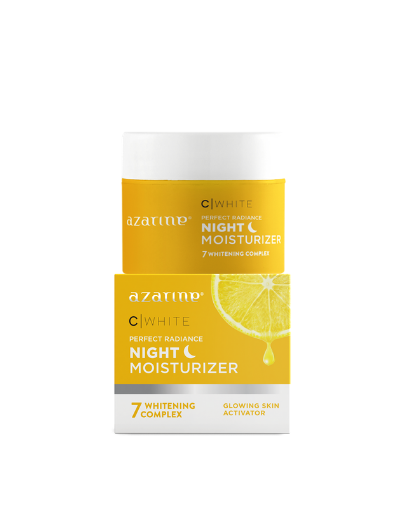 azarine®
C|WHITE
PERFECT RADIANCE
NIGHT
MOISTURIZER
7 WHITENING COMPLEX
azarine®
C|WHITE
PERFECT RADIANCE
NIGHT
MOISTURIZER
7 WHITENING
COMPLEX
GLOWING SKIN
ACTIVATOR